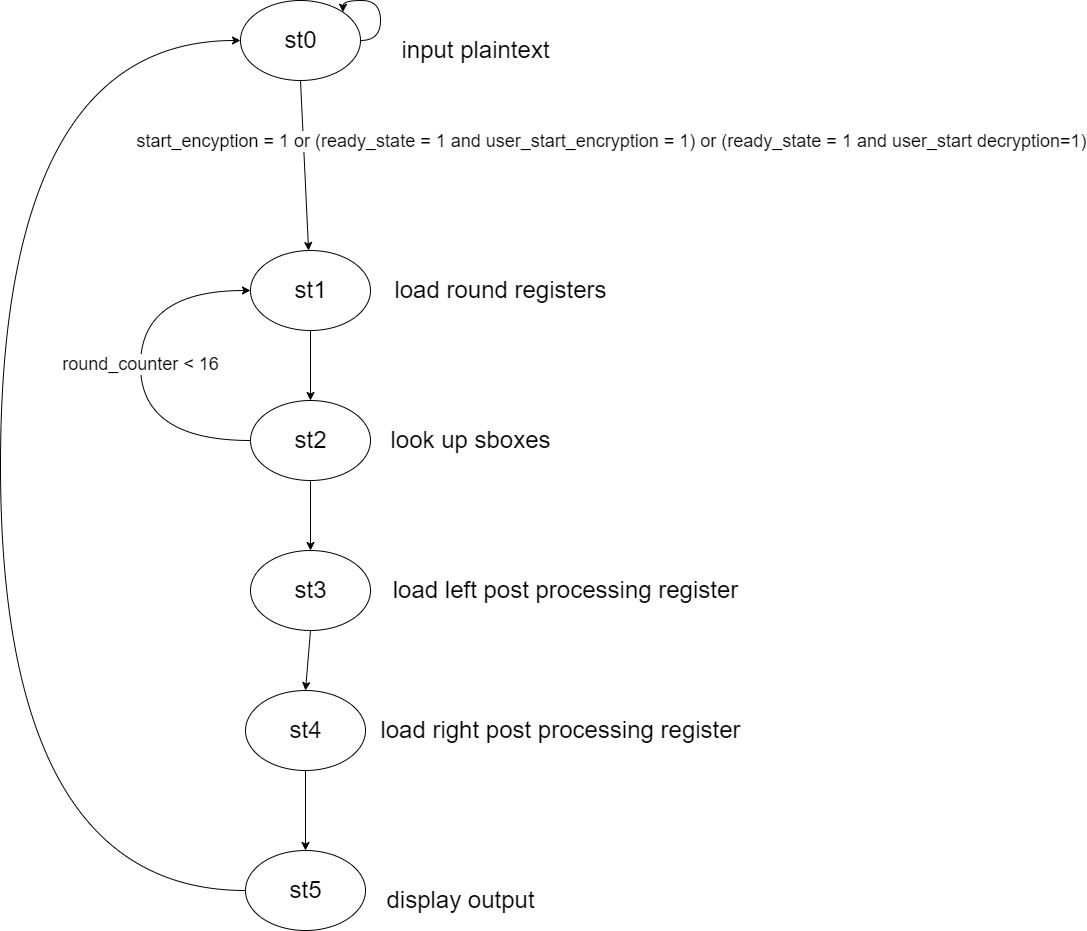 st0
input plaintext
start_encyption = 1 or (ready_state = 1 and user_start_encryption = 1) or (ready_state = 1 and user_start decryption=1)
st1
load round registers
round_counter < 16
st2
look up sboxes
st3
load left post processing register
st4
load right post processing register
st5
display output